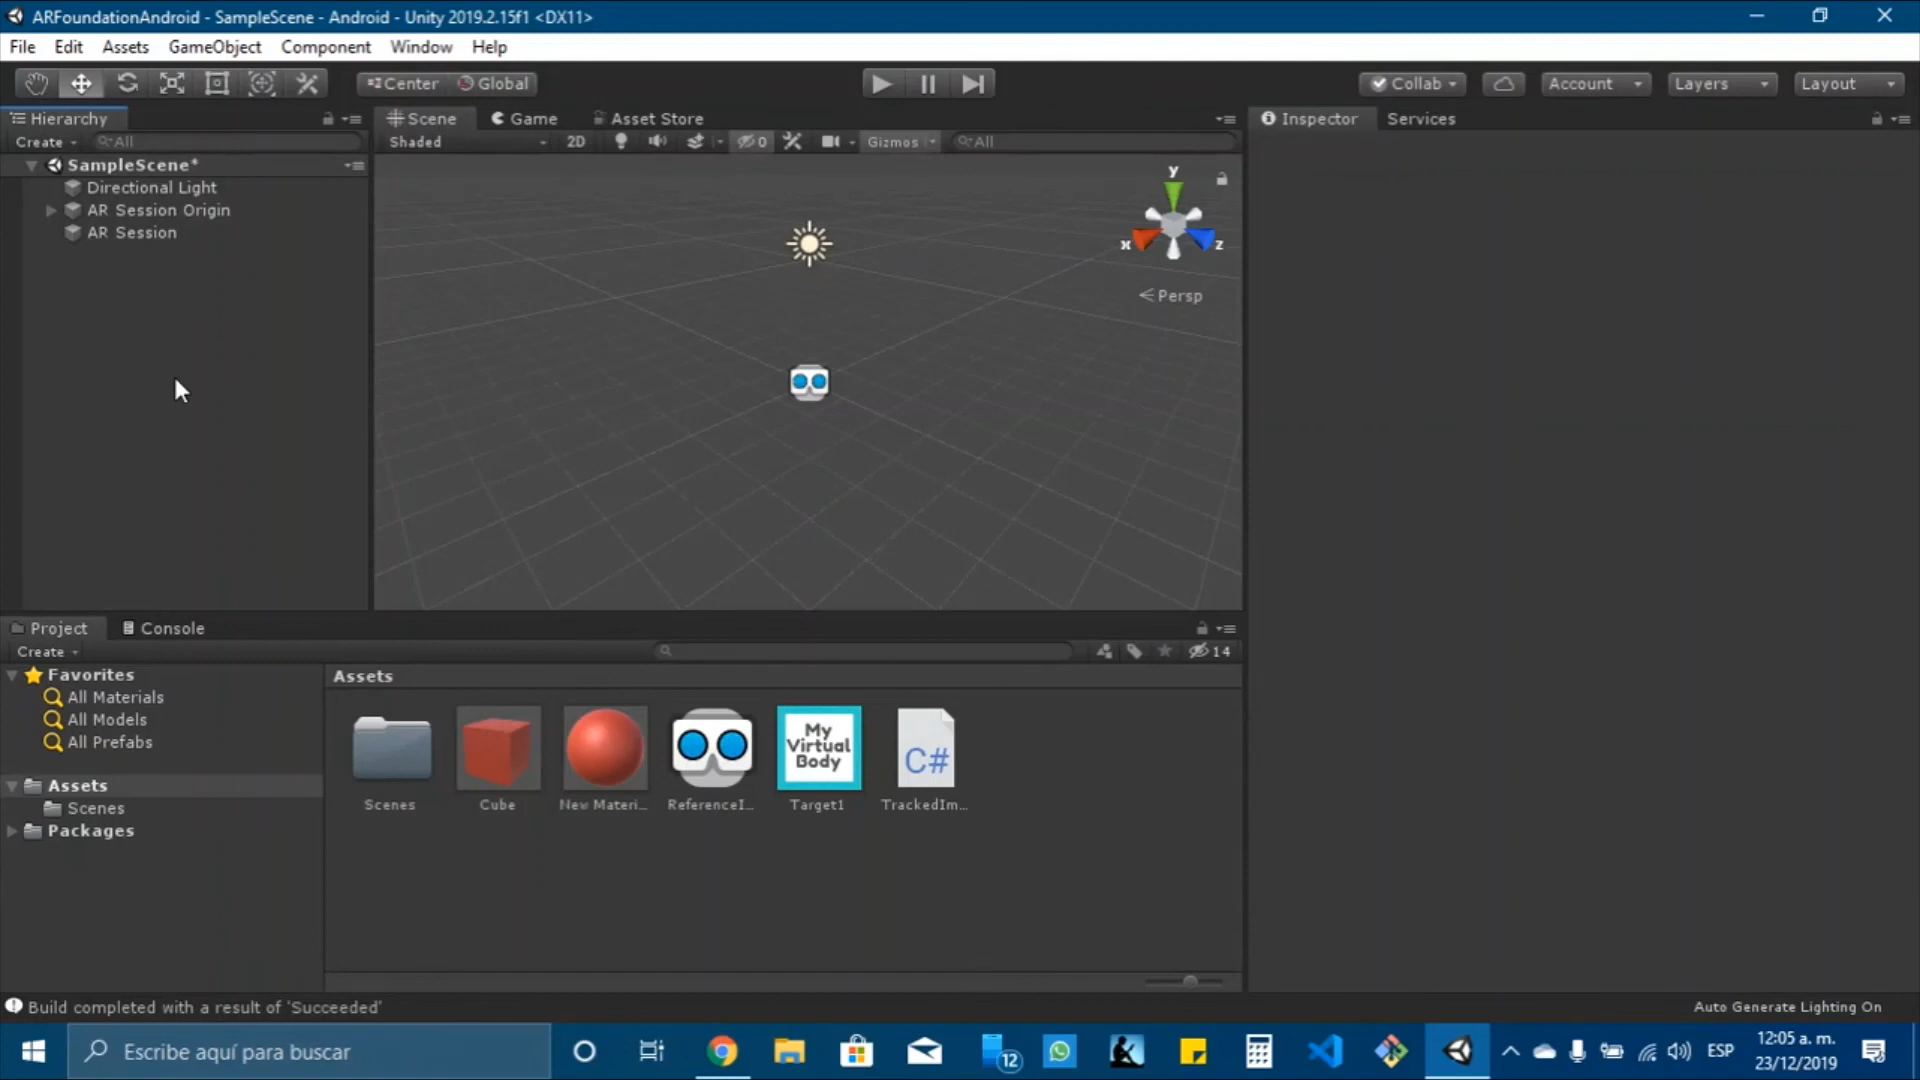 ARFoundationAndroid - SampleScene - Android - Unity 2019.2.15f1 <DX11>
File Edit Assets GameObject Component Window Help
Center Global Collab Account Layers Layout
Hierarchy
Create All
SampleScene*
Directional Light
AR Session Origin
AR Session
Scene Game Asset Store
Shaded 2D 0 Gizmos All
y
x z
Persp
Inspector Services
Project Console
Create 14
Favorites
All Materials
All Models
All Prefabs
Assets
Scenes
Packages
Assets
My
Virtual
Body
C#
Scenes Cube New Materi... ReferenceI... Target1 TrackedIm...
Build completed with a result of 'Succeeded'
Auto Generate Lighting On
Escribe aquí para buscar
12
ESP
12:05 a. m.
23/12/2019